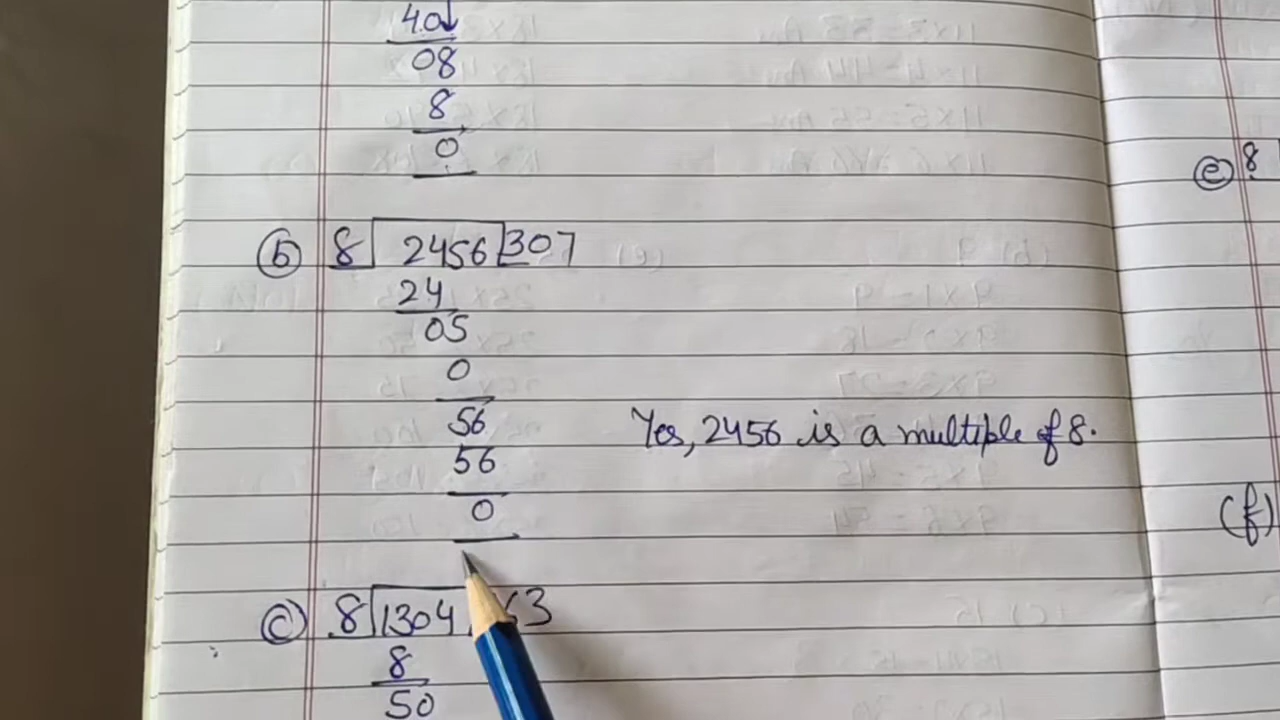 40
08
8
0
(b) 8 2456 307
24
05
0
56
56
0
Yes, 2456 is a multiple of 8.
(c) 8 1304 63
8
50
(e) 8
(f)